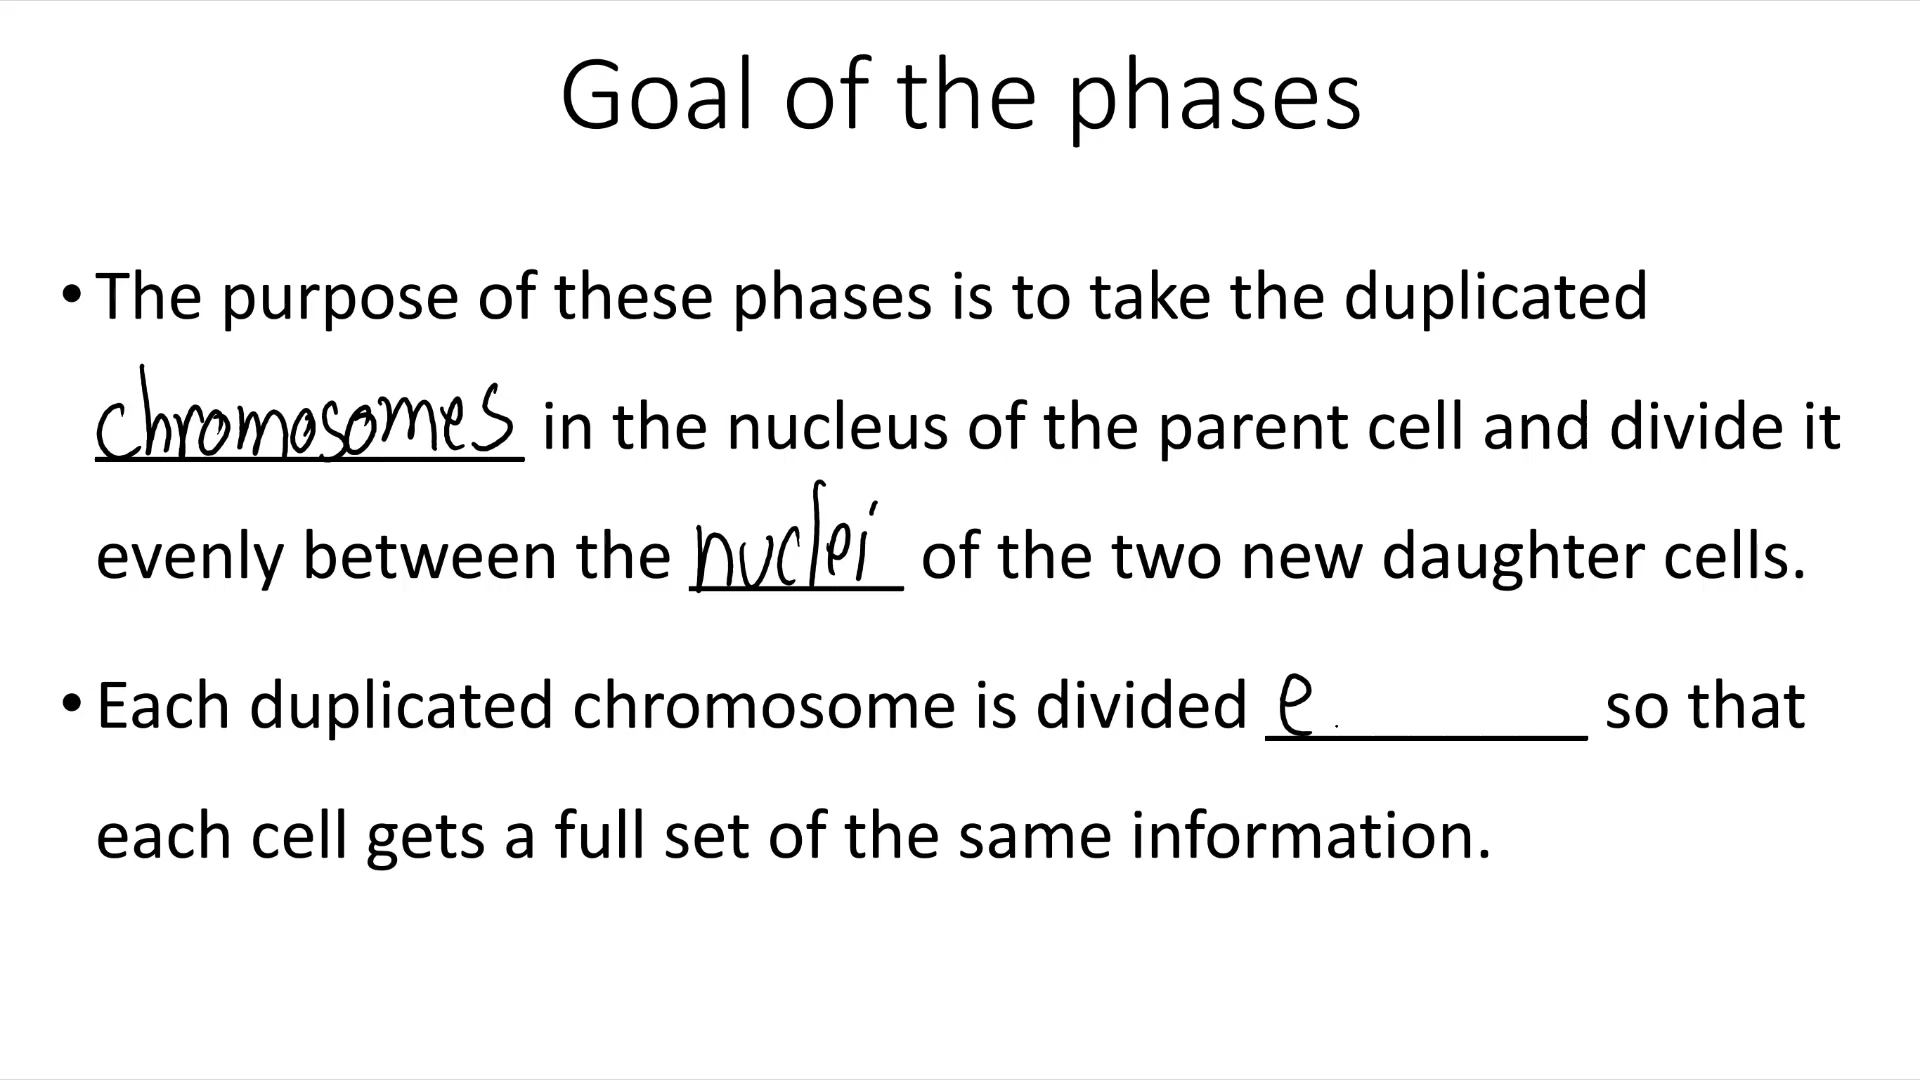 Goal of the phases
• The purpose of these phases is to take the duplicated
chromosomes in the nucleus of the parent cell and divide it
evenly between the nuclei of the two new daughter cells.
• Each duplicated chromosome is divided e so that
each cell gets a full set of the same information.